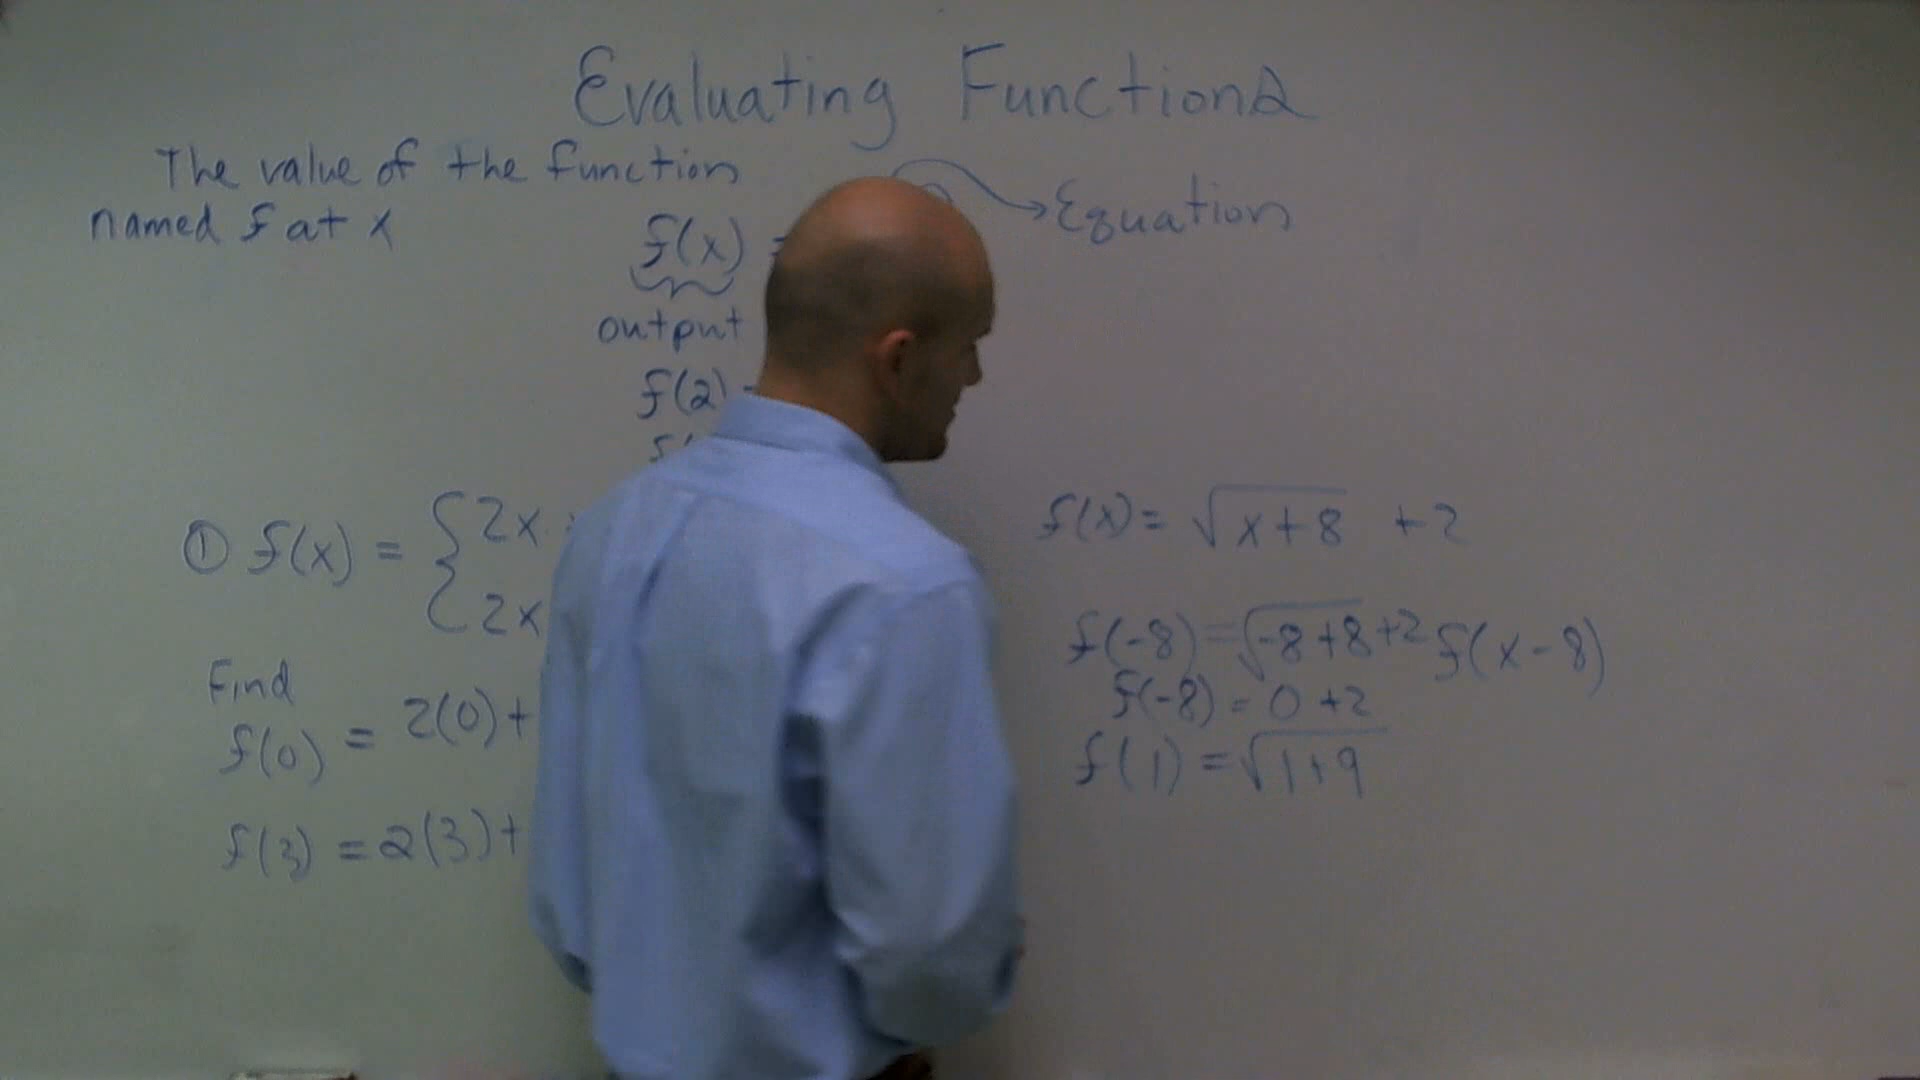 Evaluating Functions
The value of the function
named f at x
f(x) =
Equation
output
f(2)
① f(x) = { 2x
2x
Find
f(0) = 2(0)+
f(3) = 2(3)+
f(x) = √x+8 +2
f(-8) = √-8+8 +2 f(x-8)
f(-8) = 0 +2
f(1) = √1+9